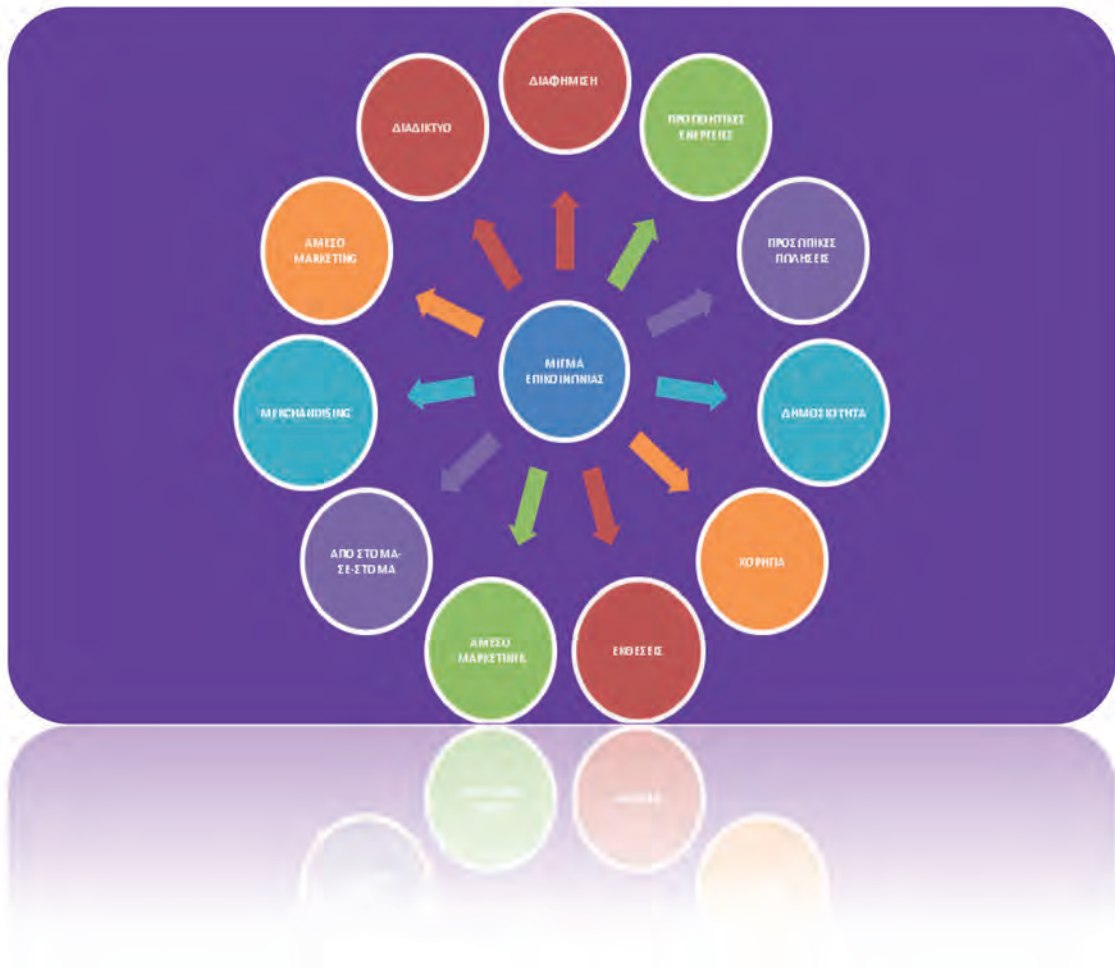 ΔΙΑΦΗΜΙΣΗ
ΠΡΟΩΘΗΤΙΚΕΣ
ΕΝΕΡΓΕΙΕΣ
ΠΡΟΣΩΠΙΚΕΣ
ΠΩΛΗΣΕΙΣ
ΔΗΜΟΣΙΟΤΗΤΑ
ΧΟΡΗΓΙΑ
ΕΚΘΕΣΕΙΣ
ΑΜΕΣΟ
ΑΠΟ ΣΤΟΜΑ-
ΣΕ-ΣΤΟΜΑ
MERCHANDISING
ΑΜΕΣΟ
MARKETING
ΔΙΑΔΙΚΤΥΟ
ΜΙΓΜΑ
ΕΠΙΚΟΙΝΩΝΙΑΣ